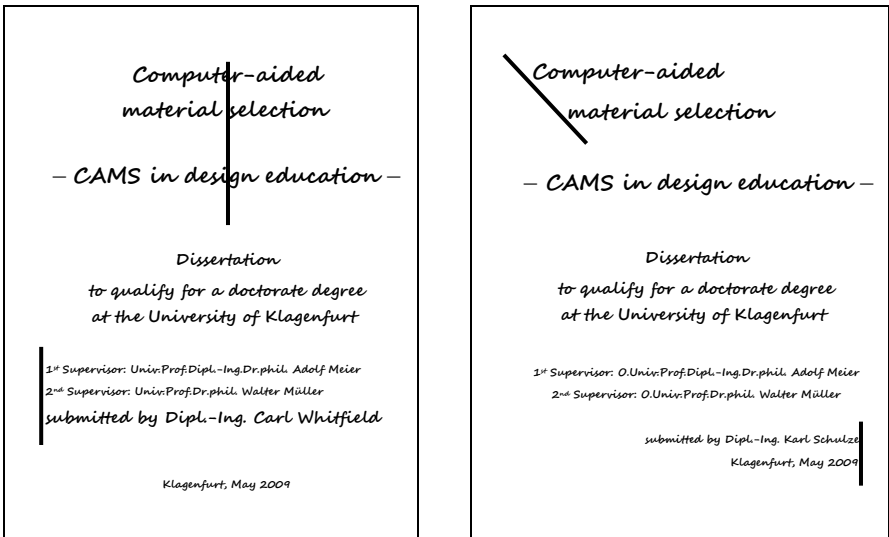 Computer-aided
material selection
– CAMS in design education –
Dissertation
to qualify for a doctorate degree
at the University of Klagenfurt
1st Supervisor: Univ.Prof.Dipl.-Ing.Dr.phil. Adolf Meier
2nd Supervisor: Univ.Prof.Dr.phil. Walter Müller
submitted by Dipl.-Ing. Carl Whitfield
Klagenfurt, May 2009
Computer-aided
material selection
– CAMS in design education –
Dissertation
to qualify for a doctorate degree
at the University of Klagenfurt
1st Supervisor: O.Univ.Prof.Dipl.-Ing.Dr.phil. Adolf Meier
2nd Supervisor: O.Univ.Prof.Dr.phil. Walter Müller
submitted by Dipl.-Ing. Karl Schulze
Klagenfurt, May 2009